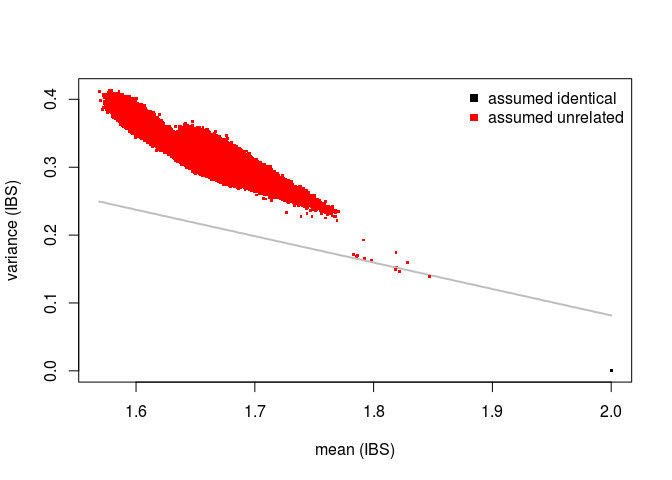 assumed identical
assumed unrelated
variance (IBS)
0.4
0.3
0.2
0.1
0.0
1.6 1.7 1.8 1.9 2.0
mean (IBS)